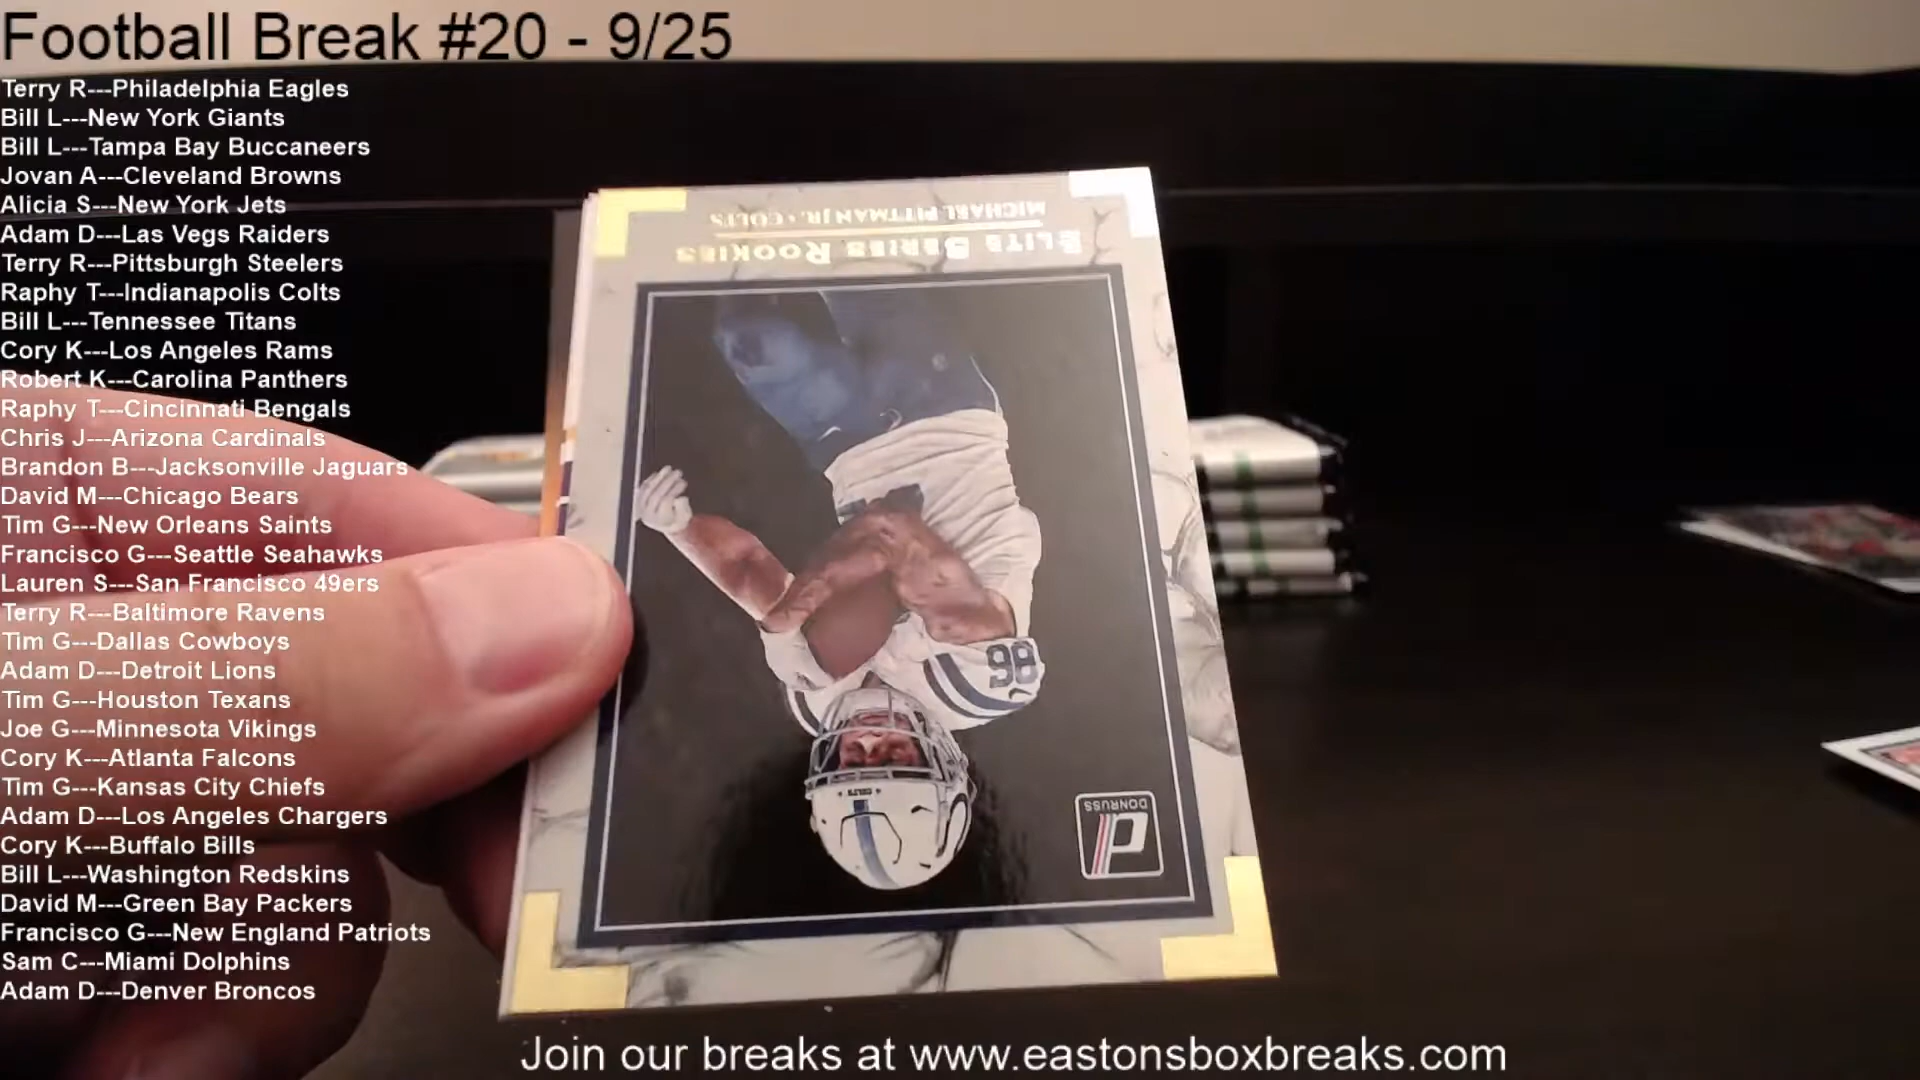 Football Break #20 - 9/25
Terry R---Philadelphia Eagles
Bill L---New York Giants
Bill L---Tampa Bay Buccaneers
Jovan A---Cleveland Browns
Alicia S---New York Jets
Adam D---Las Vegs Raiders
Terry R---Pittsburgh Steelers
Raphy T---Indianapolis Colts
Bill L---Tennessee Titans
Cory K---Los Angeles Rams
Robert K---Carolina Panthers
Raphy T---Cincinnati Bengals
Chris J---Arizona Cardinals
Brandon B---Jacksonville Jaguars
David M---Chicago Bears
Tim G---New Orleans Saints
Francisco G---Seattle Seahawks
Lauren S---San Francisco 49ers
Terry R---Baltimore Ravens
Tim G---Dallas Cowboys
Adam D---Detroit Lions
Tim G---Houston Texans
Joe G---Minnesota Vikings
Cory K---Atlanta Falcons
Tim G---Kansas City Chiefs
Adam D---Los Angeles Chargers
Cory K---Buffalo Bills
Bill L---Washington Redskins
David M---Green Bay Packers
Francisco G---New England Patriots
Sam C---Miami Dolphins
Adam D---Denver Broncos
MICHAEL PITTMAN JR. • COLTS
ELITE SERIES ROOKIES
86
COLTS
DONRUSS
Join our breaks at www.eastonsboxbreaks.com